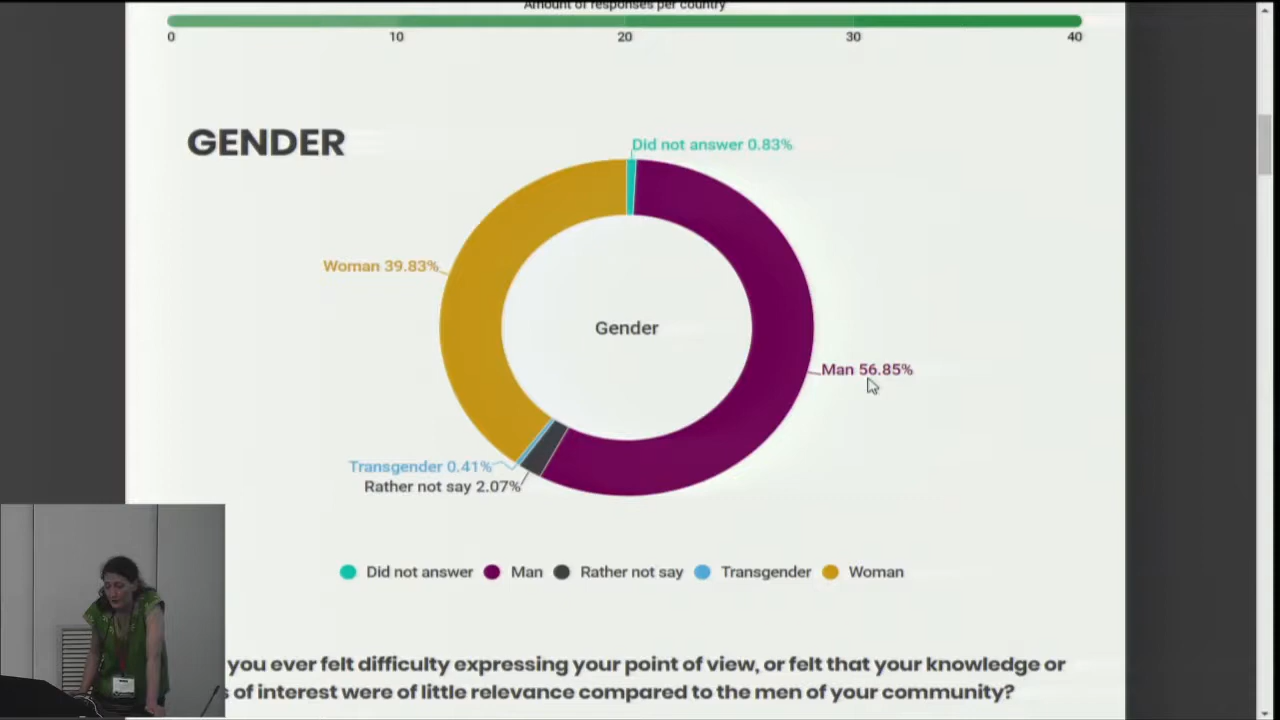 Amount of responses per country
0 10 20 30 40
GENDER
Did not answer 0.83%
Woman 39.83%
Gender
Man 56.85%
Transgender 0.41%
Rather not say 2.07%
Did not answer Man Rather not say Transgender Woman
you ever felt difficulty expressing your point of view, or felt that your knowledge or
of interest were of little relevance compared to the men of your community?